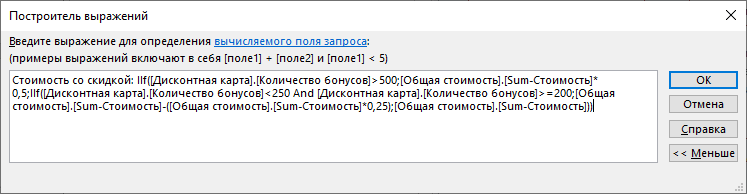 Построитель выражений
Введите выражение для определения вычисляемого поля запроса:
(примеры выражений включают в себя [поле1] + [поле2] и [поле1] < 5)
Стоимость со скидкой: IIf([Дисконтная карта].[Количество бонусов]>500;[Общая стоимость].[Sum-Стоимость]*
0,5;IIf([Дисконтная карта].[Количество бонусов]<250 And [Дисконтная карта].[Количество бонусов]>=200;[Общая
стоимость].[Sum-Стоимость]-([Общая стоимость].[Sum-Стоимость]*0,25);[Общая стоимость].[Sum-Стоимость]))
OK
Отмена
Справка
<< Меньше